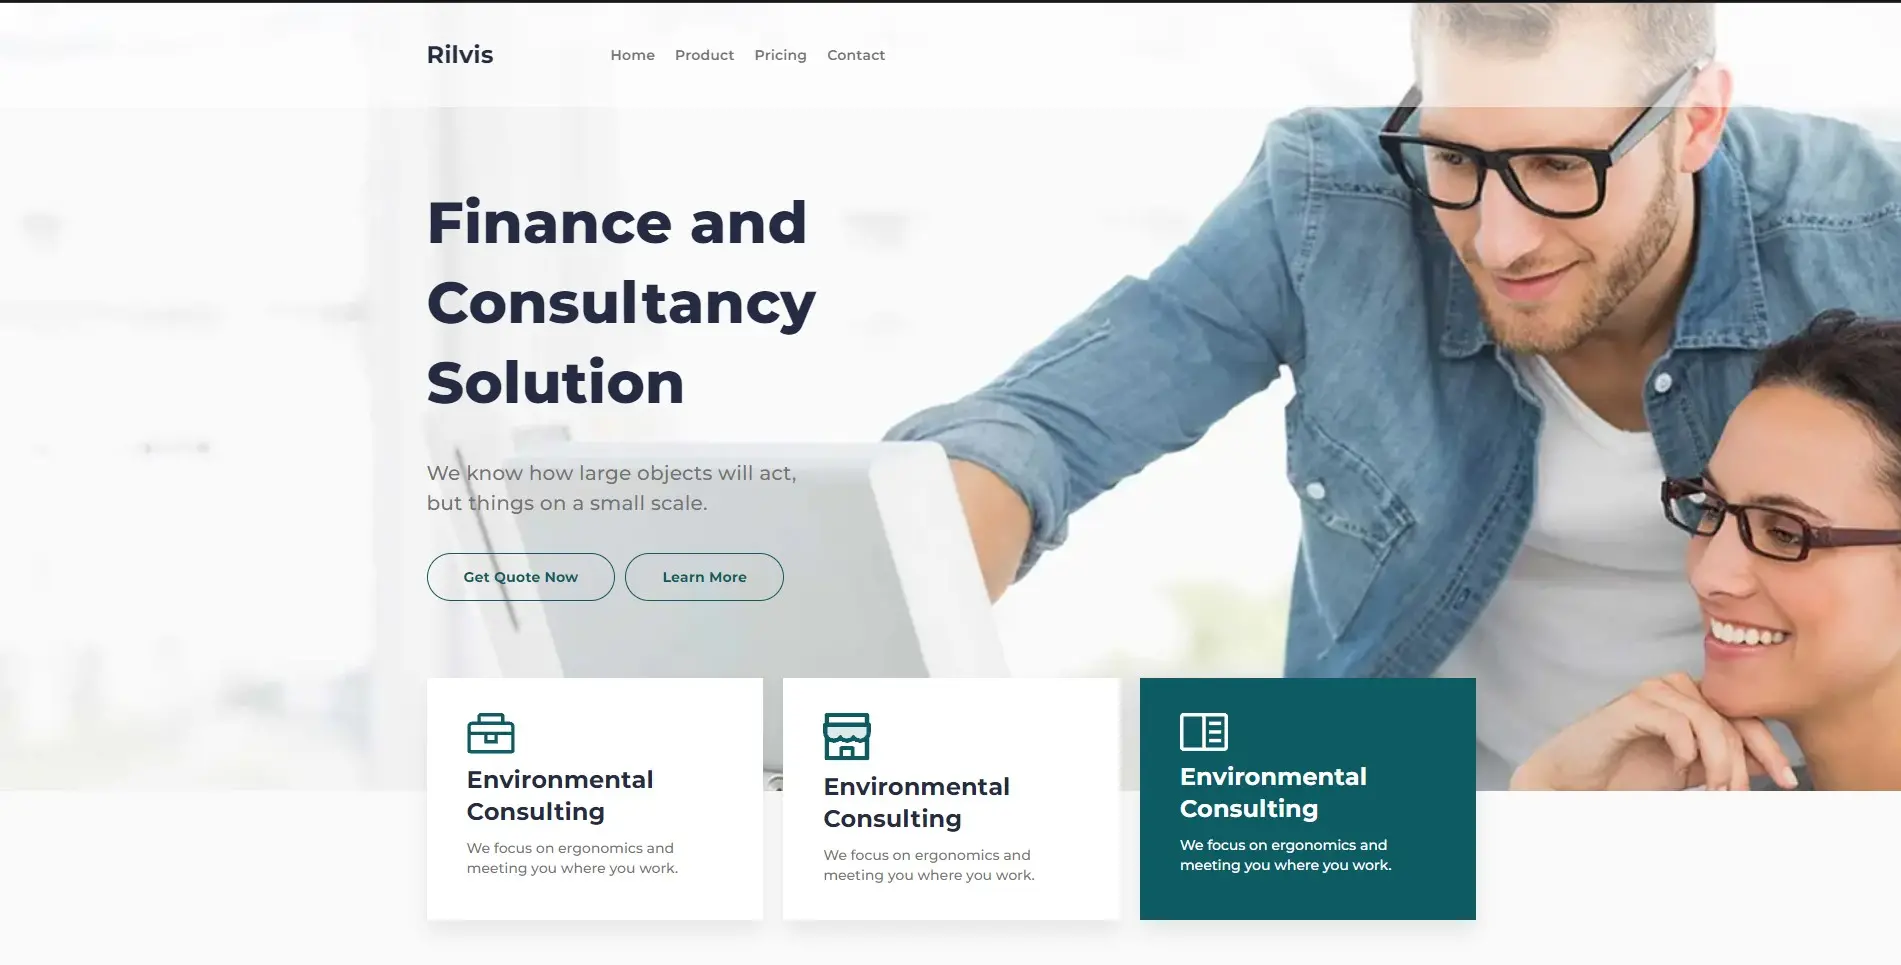 Rilvis
Home Product Pricing Contact
Finance and
Consultancy
Solution
We know how large objects will act,
but things on a small scale.
Get Quote Now Learn More
Environmental
Consulting
We focus on ergonomics and
meeting you where you work.
Environmental
Consulting
We focus on ergonomics and
meeting you where you work.
Environmental
Consulting
We focus on ergonomics and
meeting you where you work.